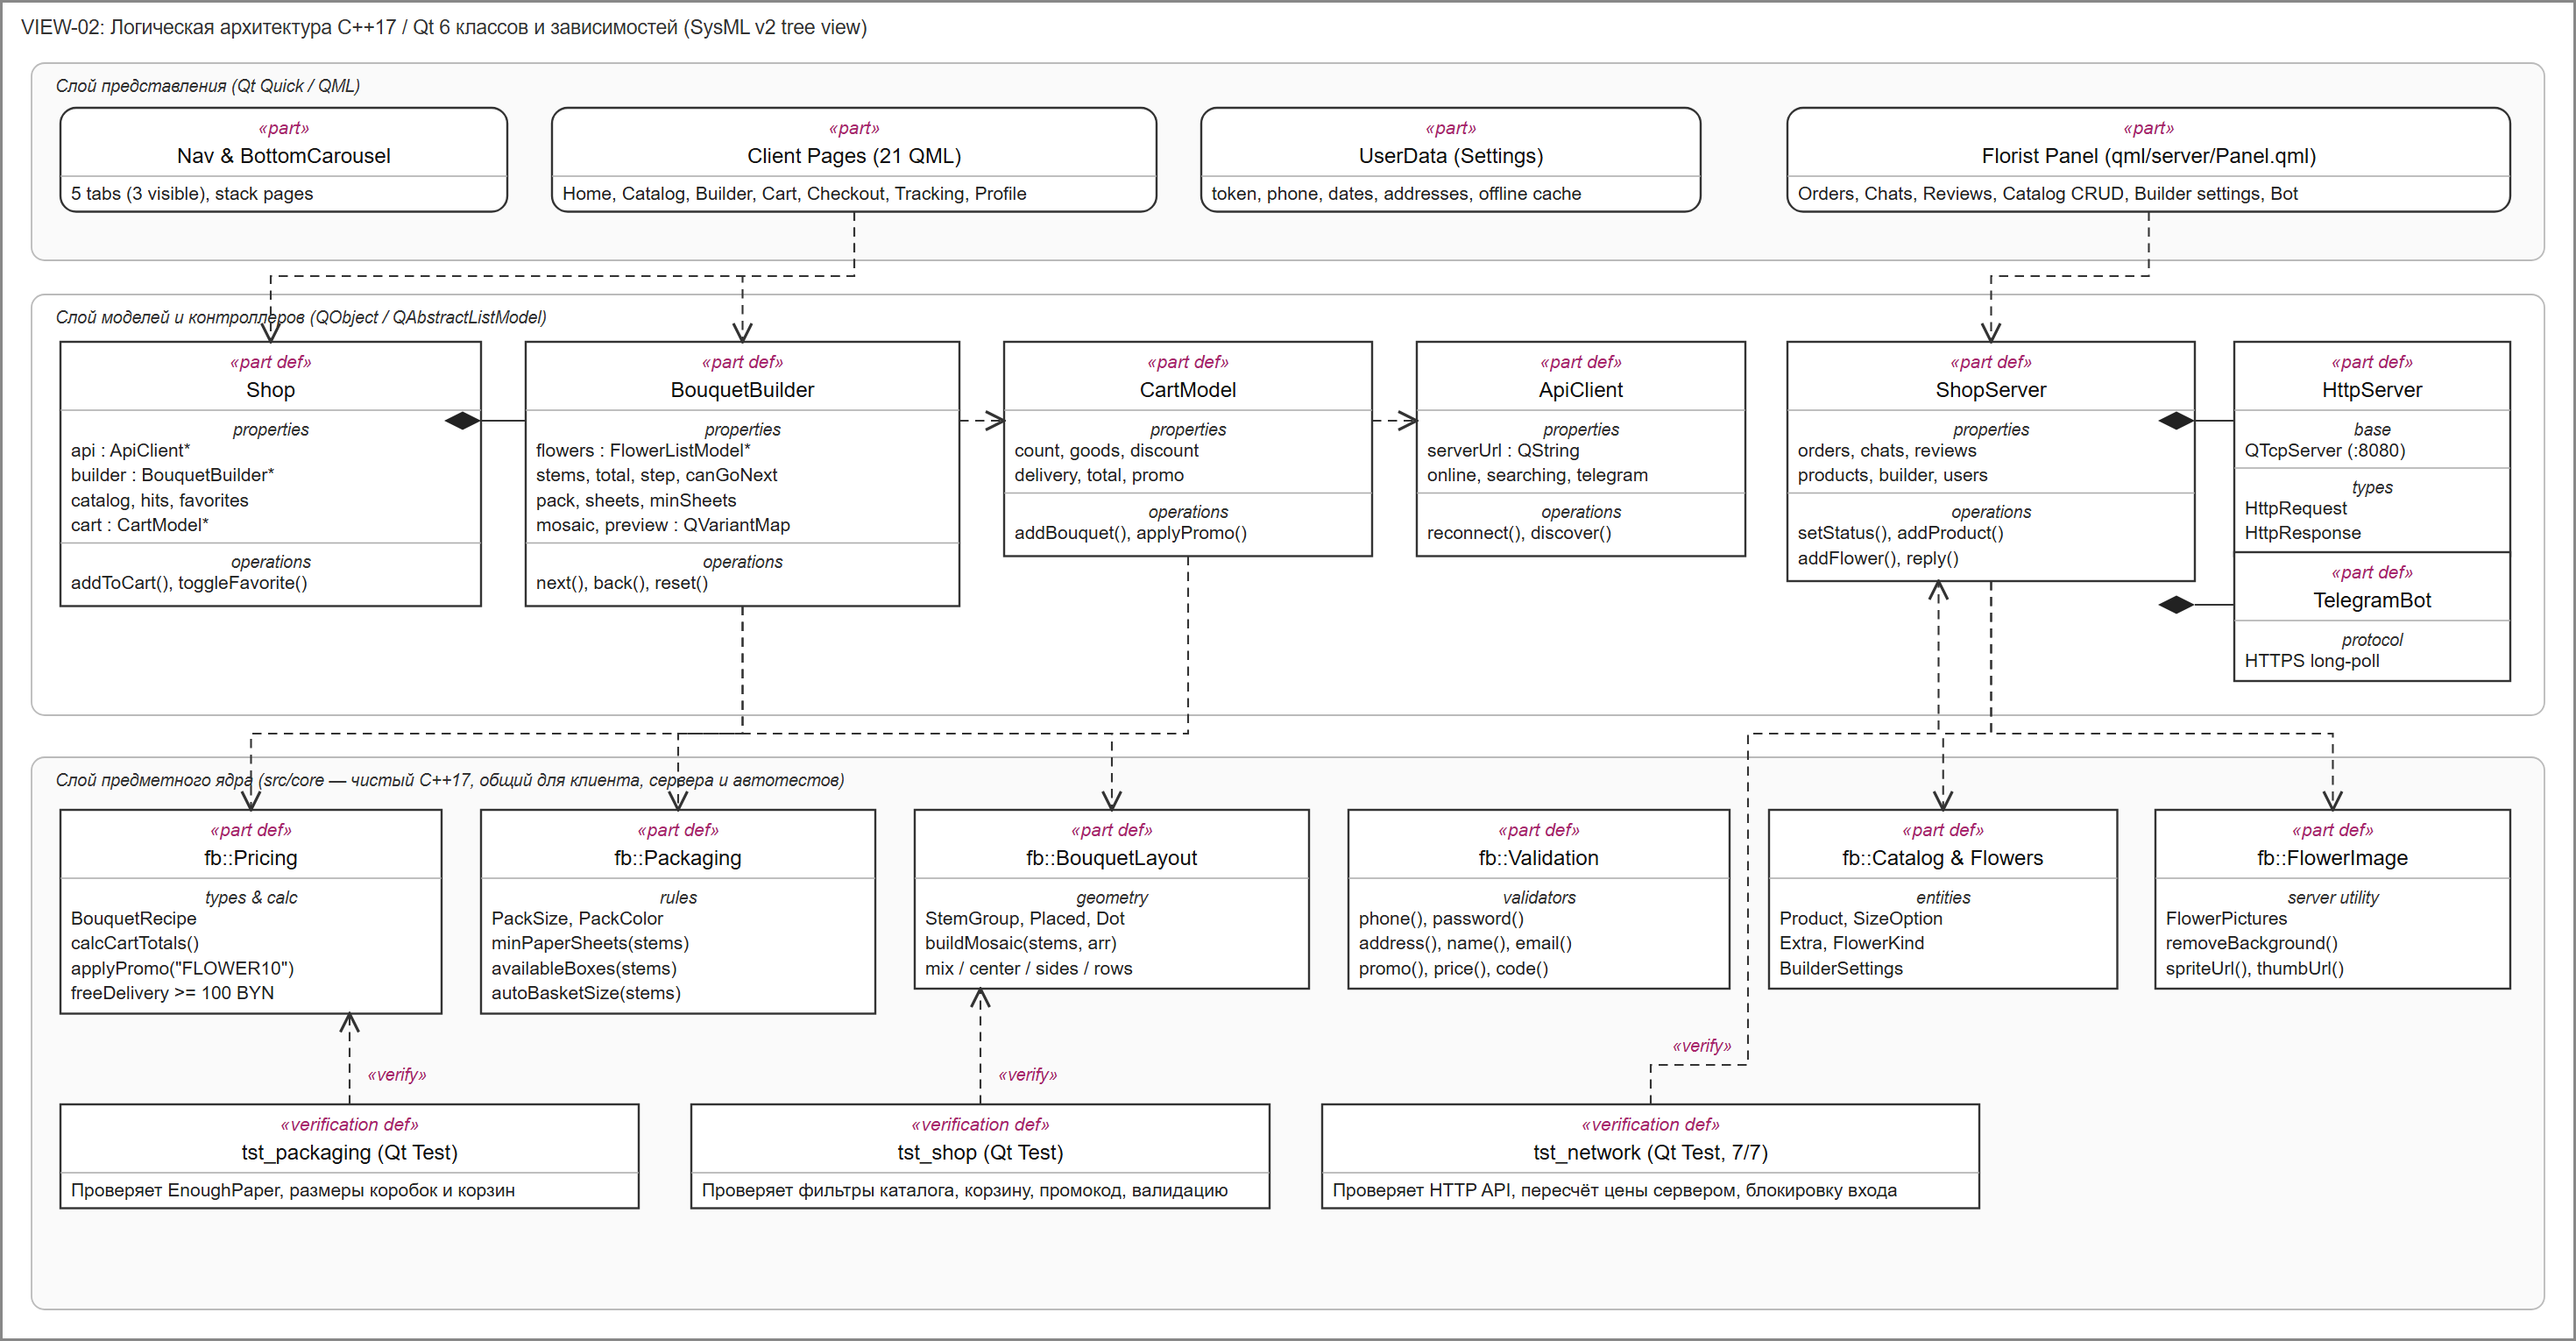 VIEW-02: Логическая архитектура C++17 / Qt 6 классов и зависимостей (SysML v2 tree view)
Слой представления (Qt Quick / QML)
«part»
Nav & BottomCarousel
5 tabs (3 visible), stack pages
«part»
Client Pages (21 QML)
Home, Catalog, Builder, Cart, Checkout, Tracking, Profile
«part»
UserData (Settings)
token, phone, dates, addresses, offline cache
«part»
Florist Panel (qml/server/Panel.qml)
Orders, Chats, Reviews, Catalog CRUD, Builder settings, Bot
Слой моделей и контроллеров (QObject / QAbstractListModel)
«part def»
Shop
properties
api : ApiClient*
builder : BouquetBuilder*
catalog, hits, favorites
cart : CartModel*
operations
addToCart(), toggleFavorite()
«part def»
BouquetBuilder
properties
flowers : FlowerListModel*
stems, total, step, canGoNext
pack, sheets, minSheets
mosaic, preview : QVariantMap
operations
next(), back(), reset()
«part def»
CartModel
properties
count, goods, discount
delivery, total, promo
operations
addBouquet(), applyPromo()
«part def»
ApiClient
properties
serverUrl : QString
online, searching, telegram
operations
reconnect(), discover()
«part def»
ShopServer
properties
orders, chats, reviews
products, builder, users
operations
setStatus(), addProduct()
addFlower(), reply()
«part def»
HttpServer
base
QTcpServer (:8080)
types
HttpRequest
HttpResponse
«part def»
TelegramBot
protocol
HTTPS long-poll
Слой предметного ядра (src/core — чистый C++17, общий для клиента, сервера и автотестов)
«part def»
fb::Pricing
types & calc
BouquetRecipe
calcCartTotals()
applyPromo("FLOWER10")
freeDelivery >= 100 BYN
«part def»
fb::Packaging
rules
PackSize, PackColor
minPaperSheets(stems)
availableBoxes(stems)
autoBasketSize(stems)
«part def»
fb::BouquetLayout
geometry
StemGroup, Placed, Dot
buildMosaic(stems, arr)
mix / center / sides / rows
«part def»
fb::Validation
validators
phone(), password()
address(), name(), email()
promo(), price(), code()
«part def»
fb::Catalog & Flowers
entities
Product, SizeOption
Extra, FlowerKind
BuilderSettings
«part def»
fb::FlowerImage
server utility
FlowerPictures
removeBackground()
spriteUrl(), thumbUrl()
«verify»
«verify»
«verify»
«verification def»
tst_packaging (Qt Test)
Проверяет EnoughPaper, размеры коробок и корзин
«verification def»
tst_shop (Qt Test)
Проверяет фильтры каталога, корзину, промокод, валидацию
«verification def»
tst_network (Qt Test, 7/7)
Проверяет HTTP API, пересчёт цены сервером, блокировку входа